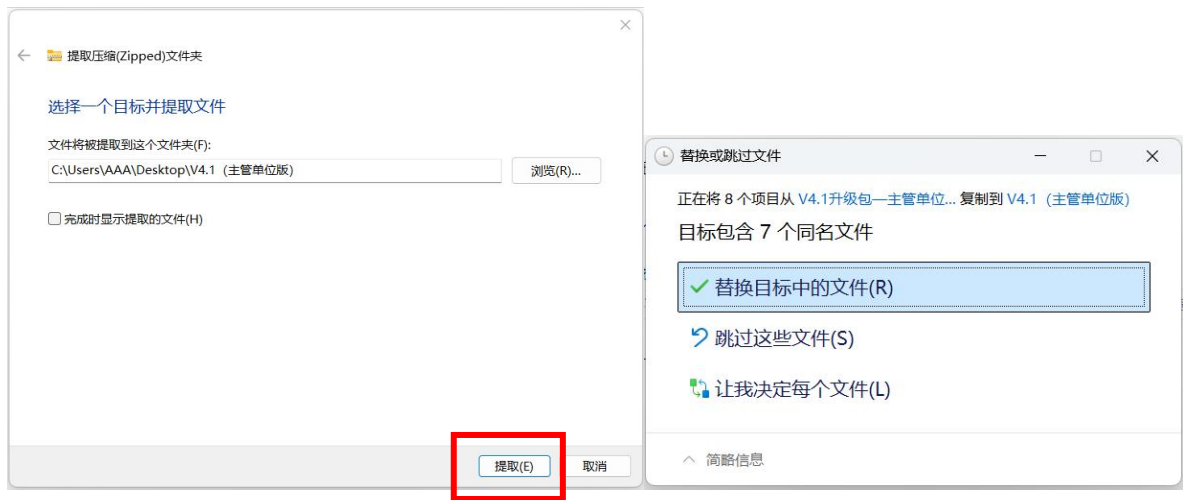 提取压缩(Zipped)文件夹
选择一个目标并提取文件
文件将被提取到这个文件夹(F):
C:\Users\AAA\Desktop\V4.1（主管单位版）
浏览(R)...
完成时显示提取的文件(H)
提取(E)
取消
替换或跳过文件
正在将 8 个项目从 V4.1升级包—主管单位... 复制到 V4.1（主管单位版）
目标包含 7 个同名文件
替换目标中的文件(R)
跳过这些文件(S)
让我决定每个文件(L)
简略信息